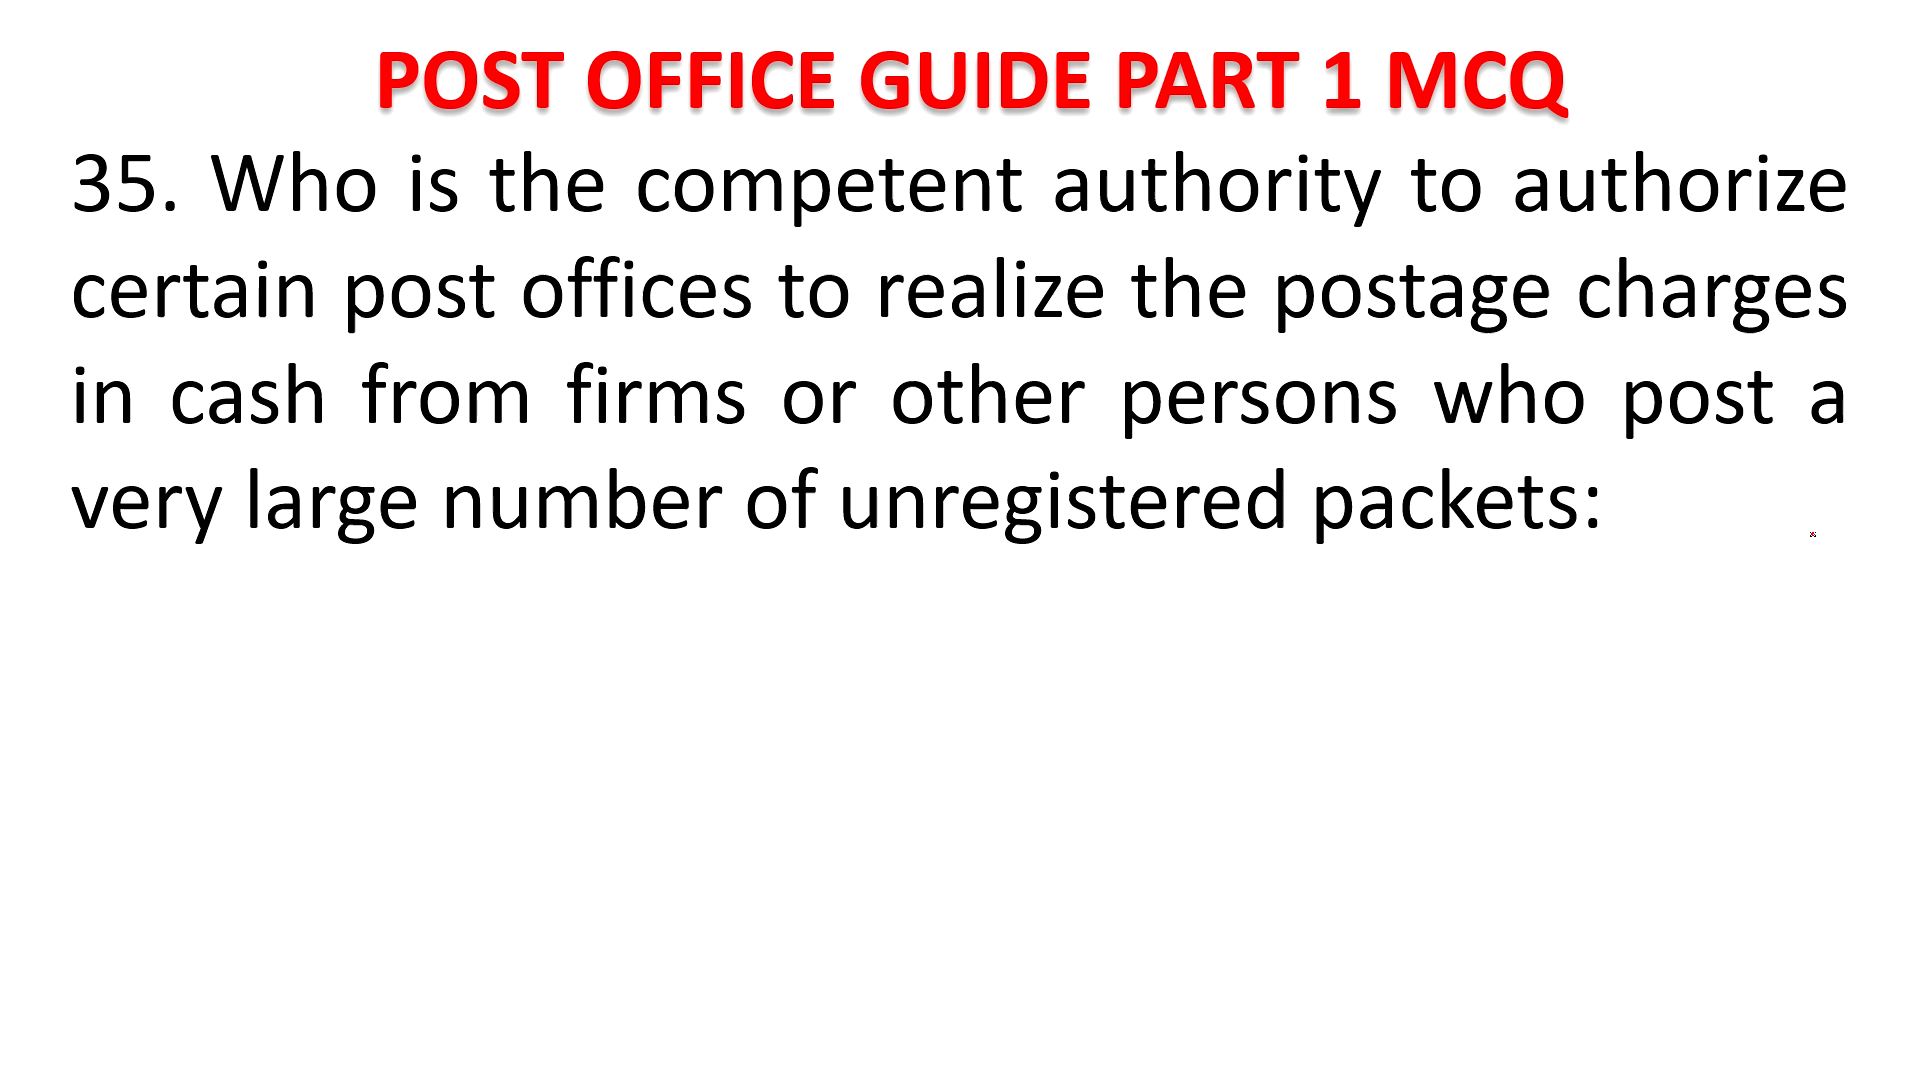 POST OFFICE GUIDE PART 1 MCQ
35. Who is the competent authority to authorize
certain post offices to realize the postage charges
in cash from firms or other persons who post a
very large number of unregistered packets: